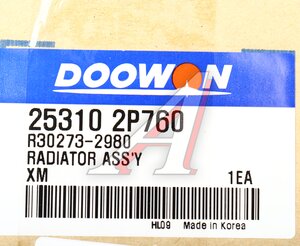 DOOWON
25310 2P760
R30273-2980
RADIATOR ASS'Y
XM 1EA
HL09 Made in Korea